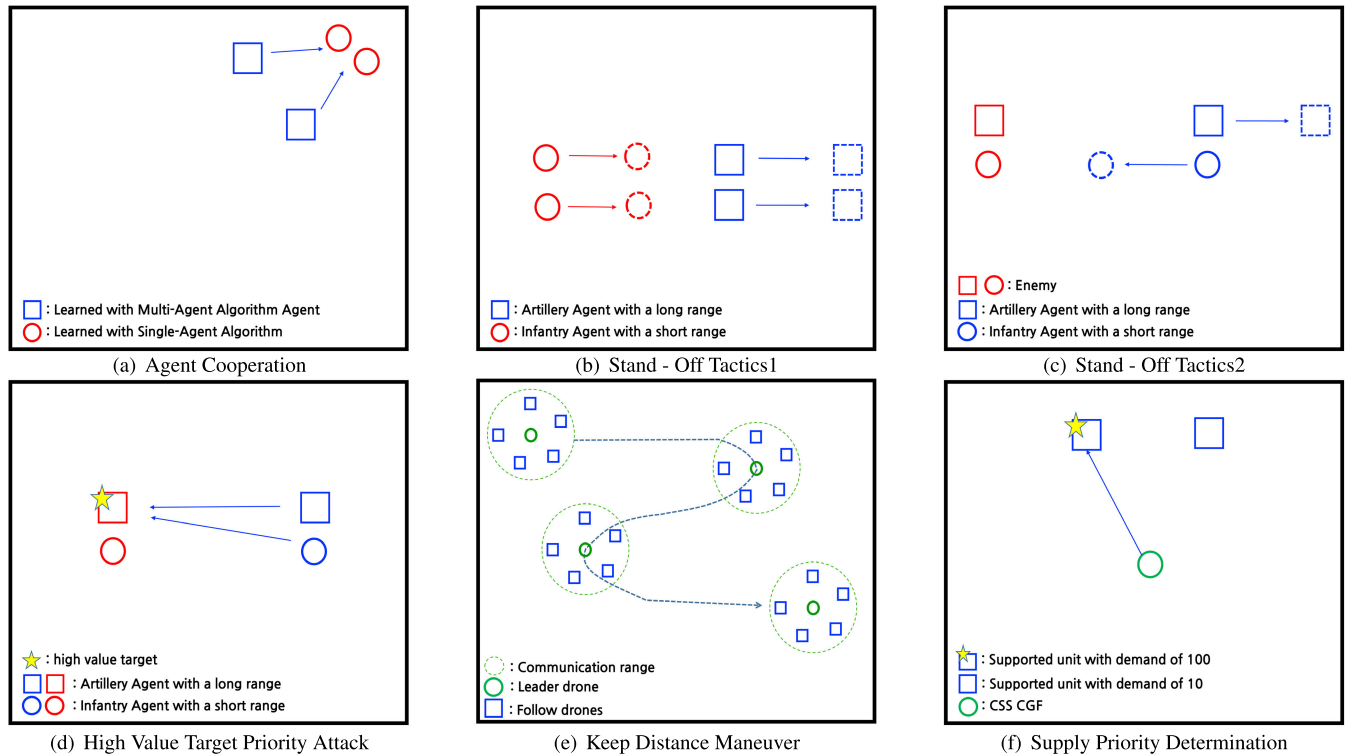 : Learned with Multi-Agent Algorithm Agent
: Learned with Single-Agent Algorithm
(a) Agent Cooperation
: Artillery Agent with a long range
: Infantry Agent with a short range
(b) Stand - Off Tactics1
: Enemy
: Artillery Agent with a long range
: Infantry Agent with a short range
(c) Stand - Off Tactics2
: high value target
: Artillery Agent with a long range
: Infantry Agent with a short range
(d) High Value Target Priority Attack
: Communication range
: Leader drone
: Follow drones
(e) Keep Distance Maneuver
: Supported unit with demand of 100
: Supported unit with demand of 10
: CSS CGF
(f) Supply Priority Determination